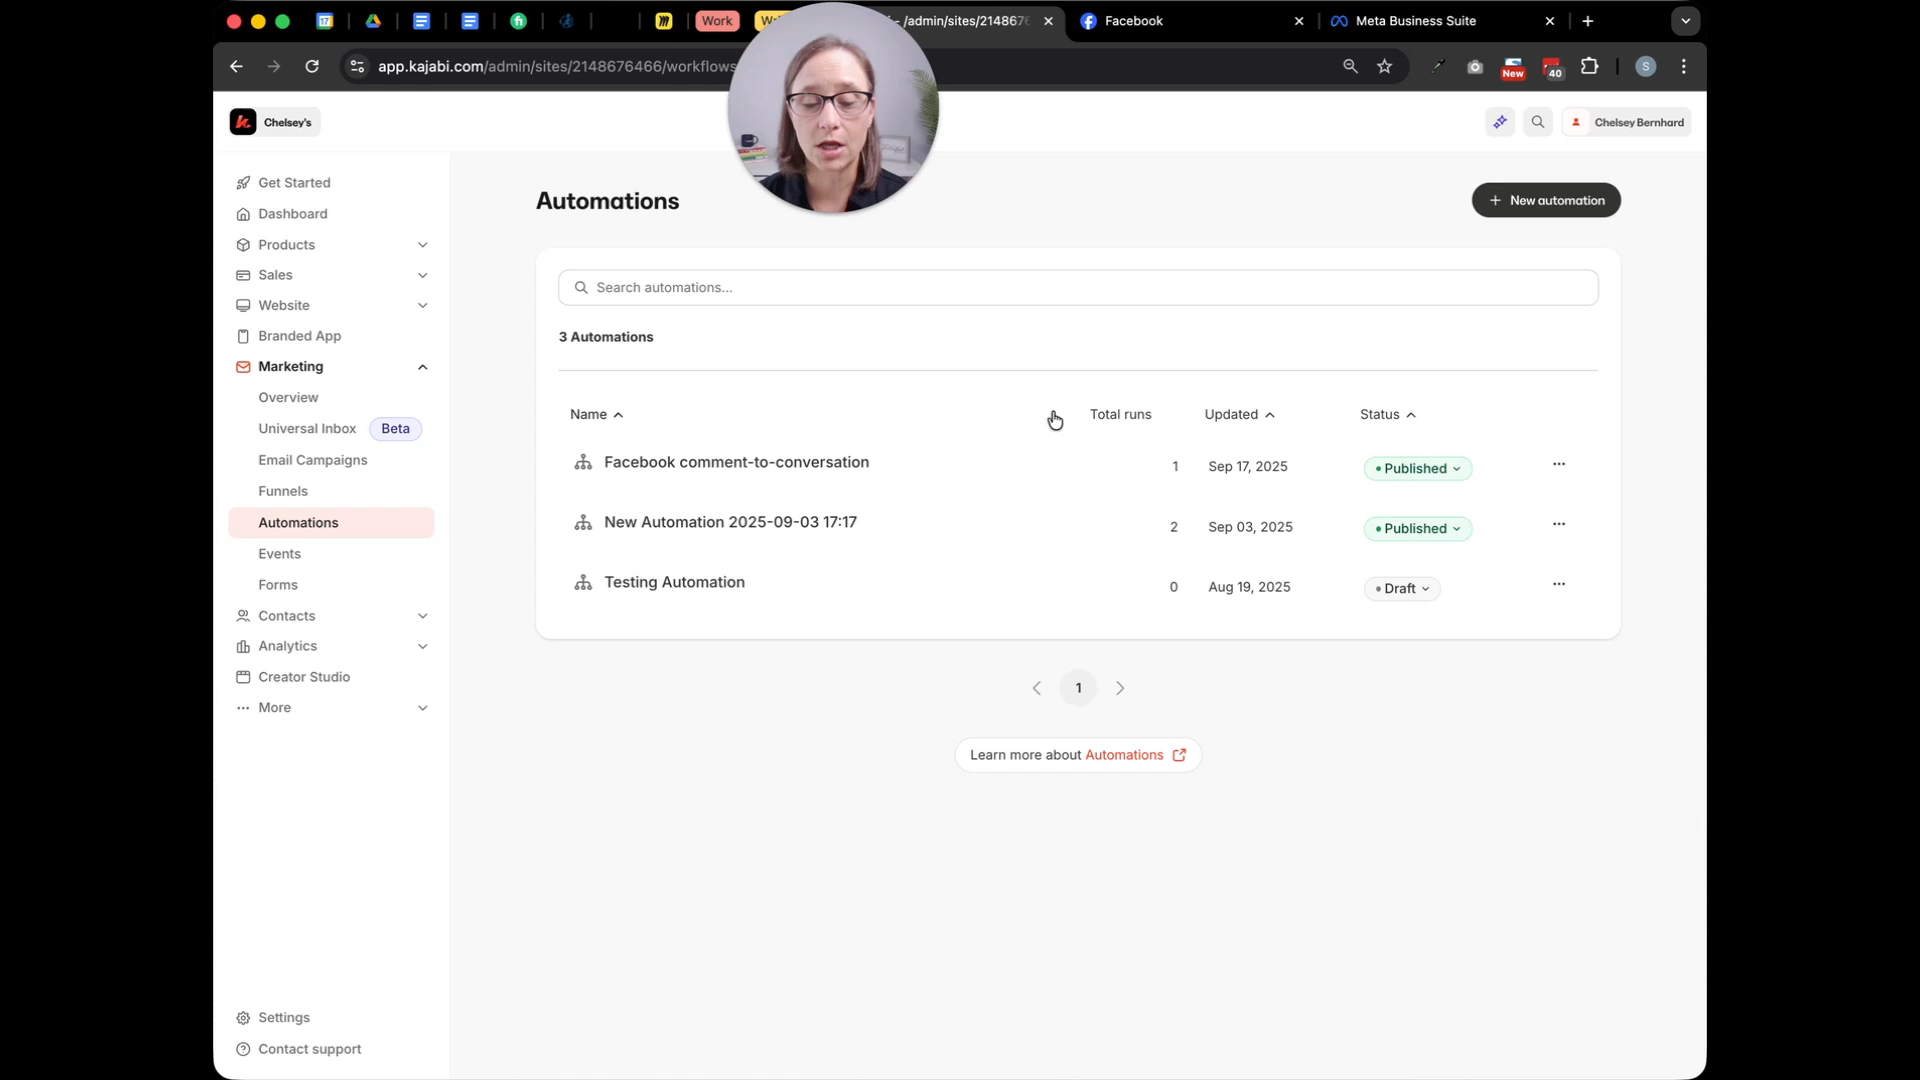 Work
- /admin/sites/2148676
Facebook
Meta Business Suite
app.kajabi.com/admin/sites/2148676466/workflows
New
40
S
Chelsey's
Chelsey Bernhard
Get Started
Dashboard
Products
Sales
Website
Branded App
Marketing
Overview
Universal Inbox
Beta
Email Campaigns
Funnels
Automations
Events
Forms
Contacts
Analytics
Creator Studio
More
Settings
Contact support
Automations
+ New automation
Search automations...
3 Automations
Name
Total runs
Updated
Status
Facebook comment-to-conversation
1
Sep 17, 2025
Published
New Automation 2025-09-03 17:17
2
Sep 03, 2025
Published
Testing Automation
0
Aug 19, 2025
Draft
1
Learn more about Automations